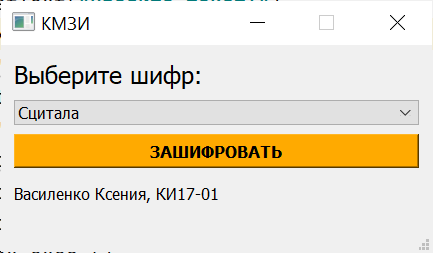 КМЗИ
Выберите шифр:
Сцитала
ЗАШИФРОВАТЬ
Василенко Ксения, КИ17-01